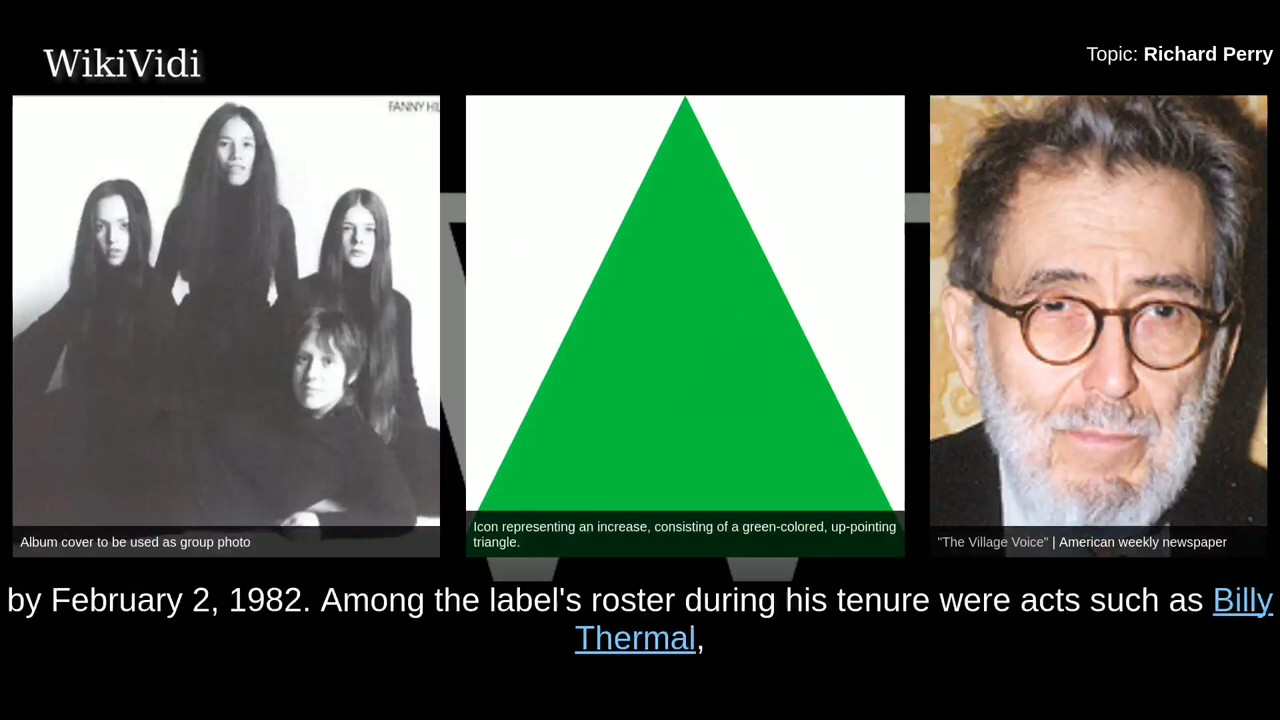 WikiVidi
Topic: Richard Perry
FANNY HIL
Album cover to be used as group photo
Icon representing an increase, consisting of a green-colored, up-pointing
triangle.
"The Village Voice" | American weekly newspaper
by February 2, 1982. Among the label's roster during his tenure were acts such as Billy
Thermal,